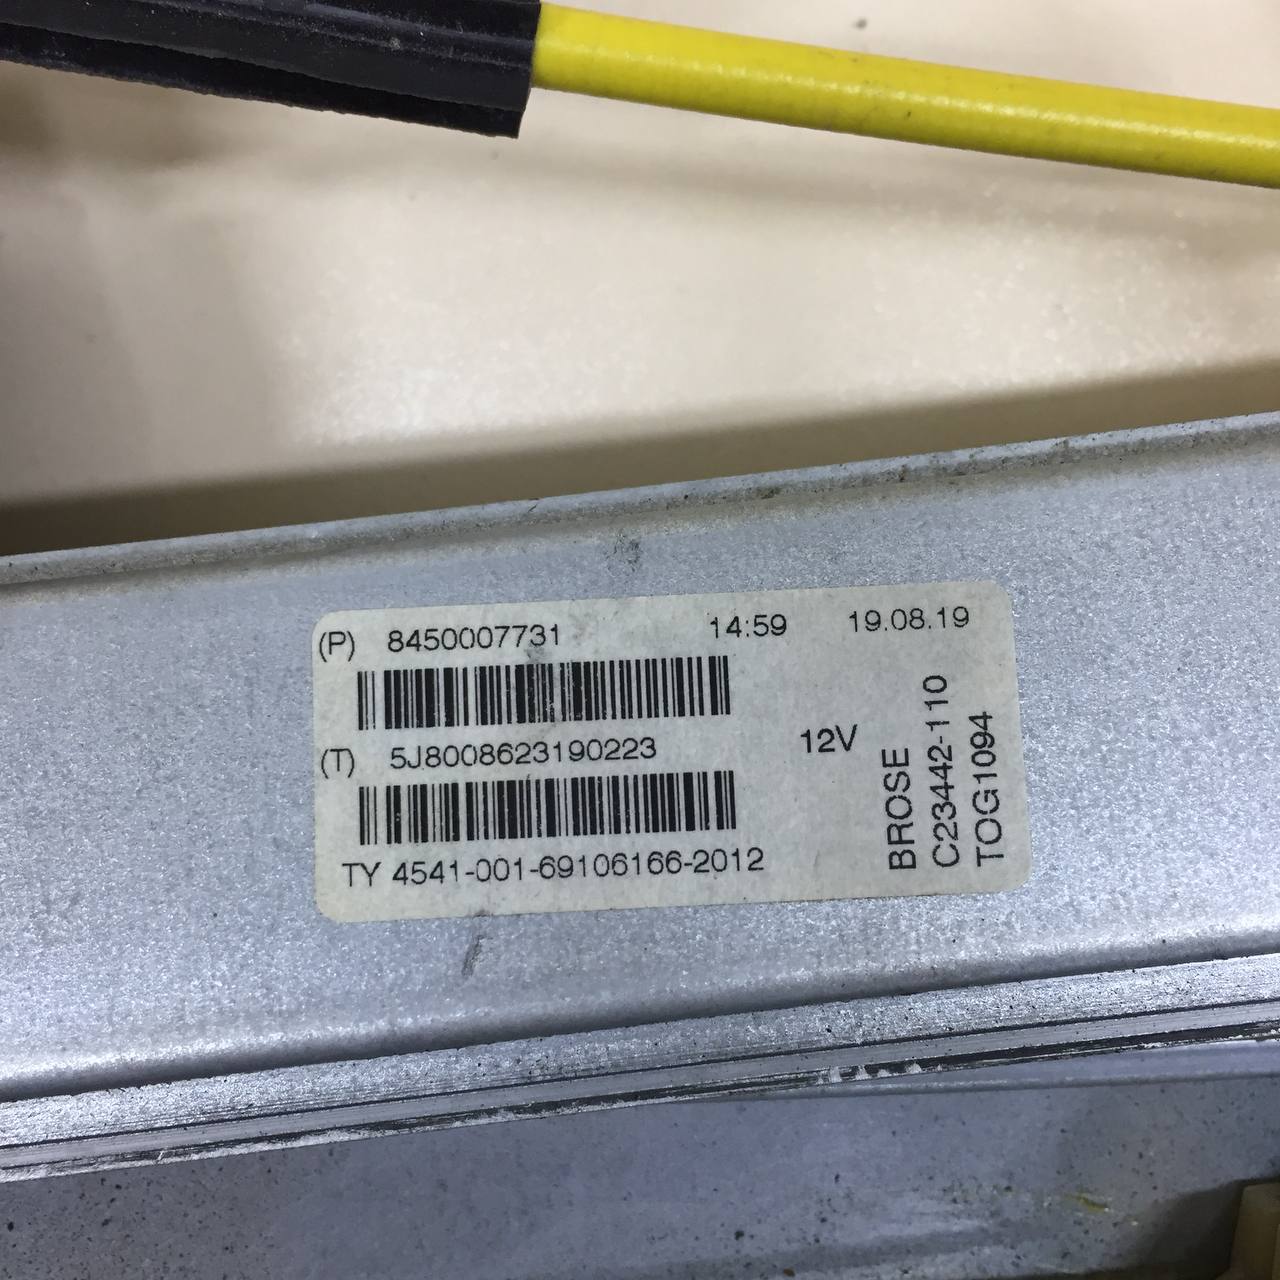 (P) 8450007731 14:59 19.08.19
(T) 5J8008623190223
12V
TY 4541-001-69106166-2012
BROSE
C23442-110
TOG1094